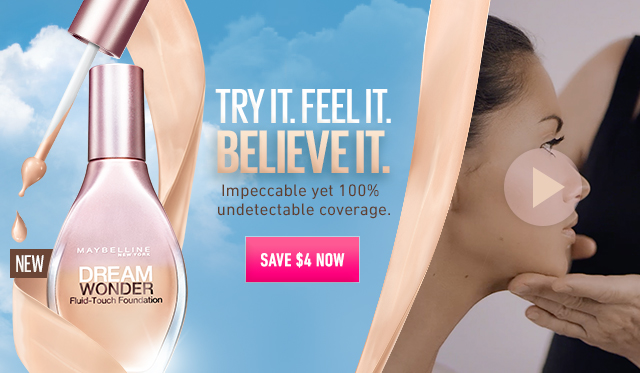 TRY IT. FEEL IT.
BELIEVE IT.
Impeccable yet 100%
undetectable coverage.
SAVE $4 NOW
NEW
MAYBELLINE
NEW YORK
DREAM
WONDER
Fluid-Touch Foundation